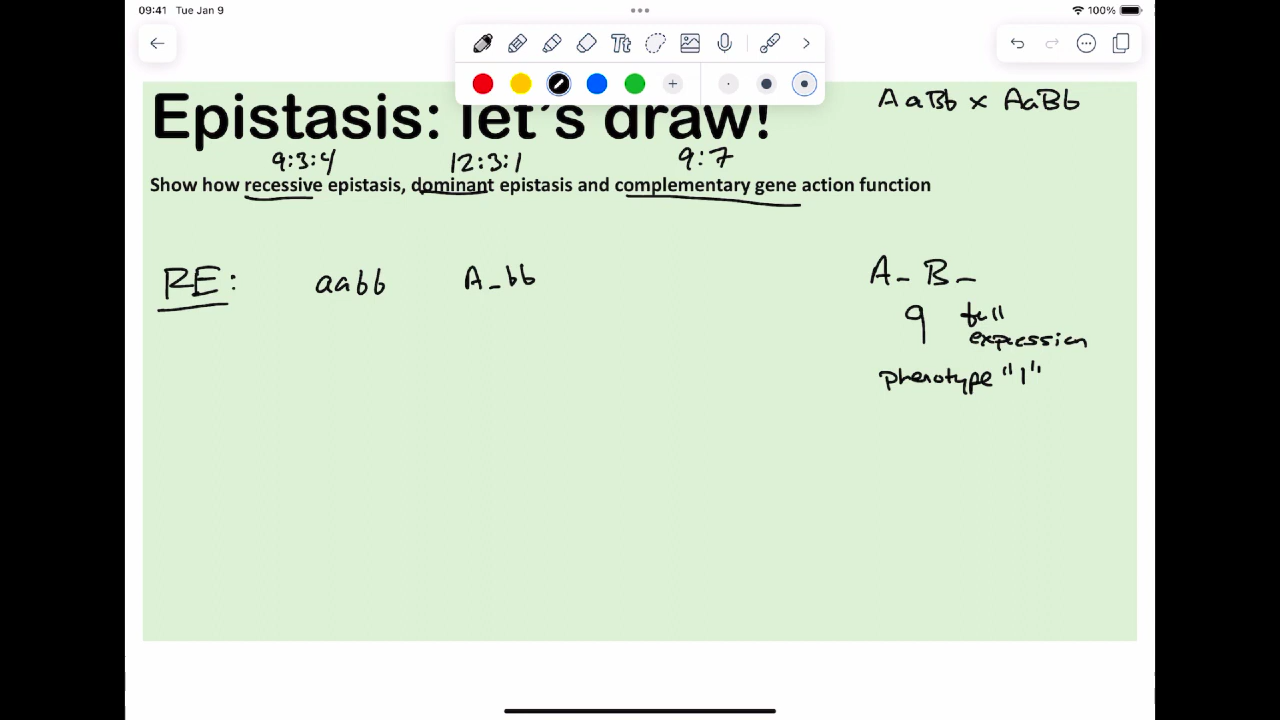 09:41 Tue Jan 9
100%
Tt
Epistasis: let's draw!
AaBb x AaBb
9:3:4 12:3:1 9:7
Show how recessive epistasis, dominant epistasis and complementary gene action function
RE: aabb A_bb A_B_
9 full
expression
phenotype "1"